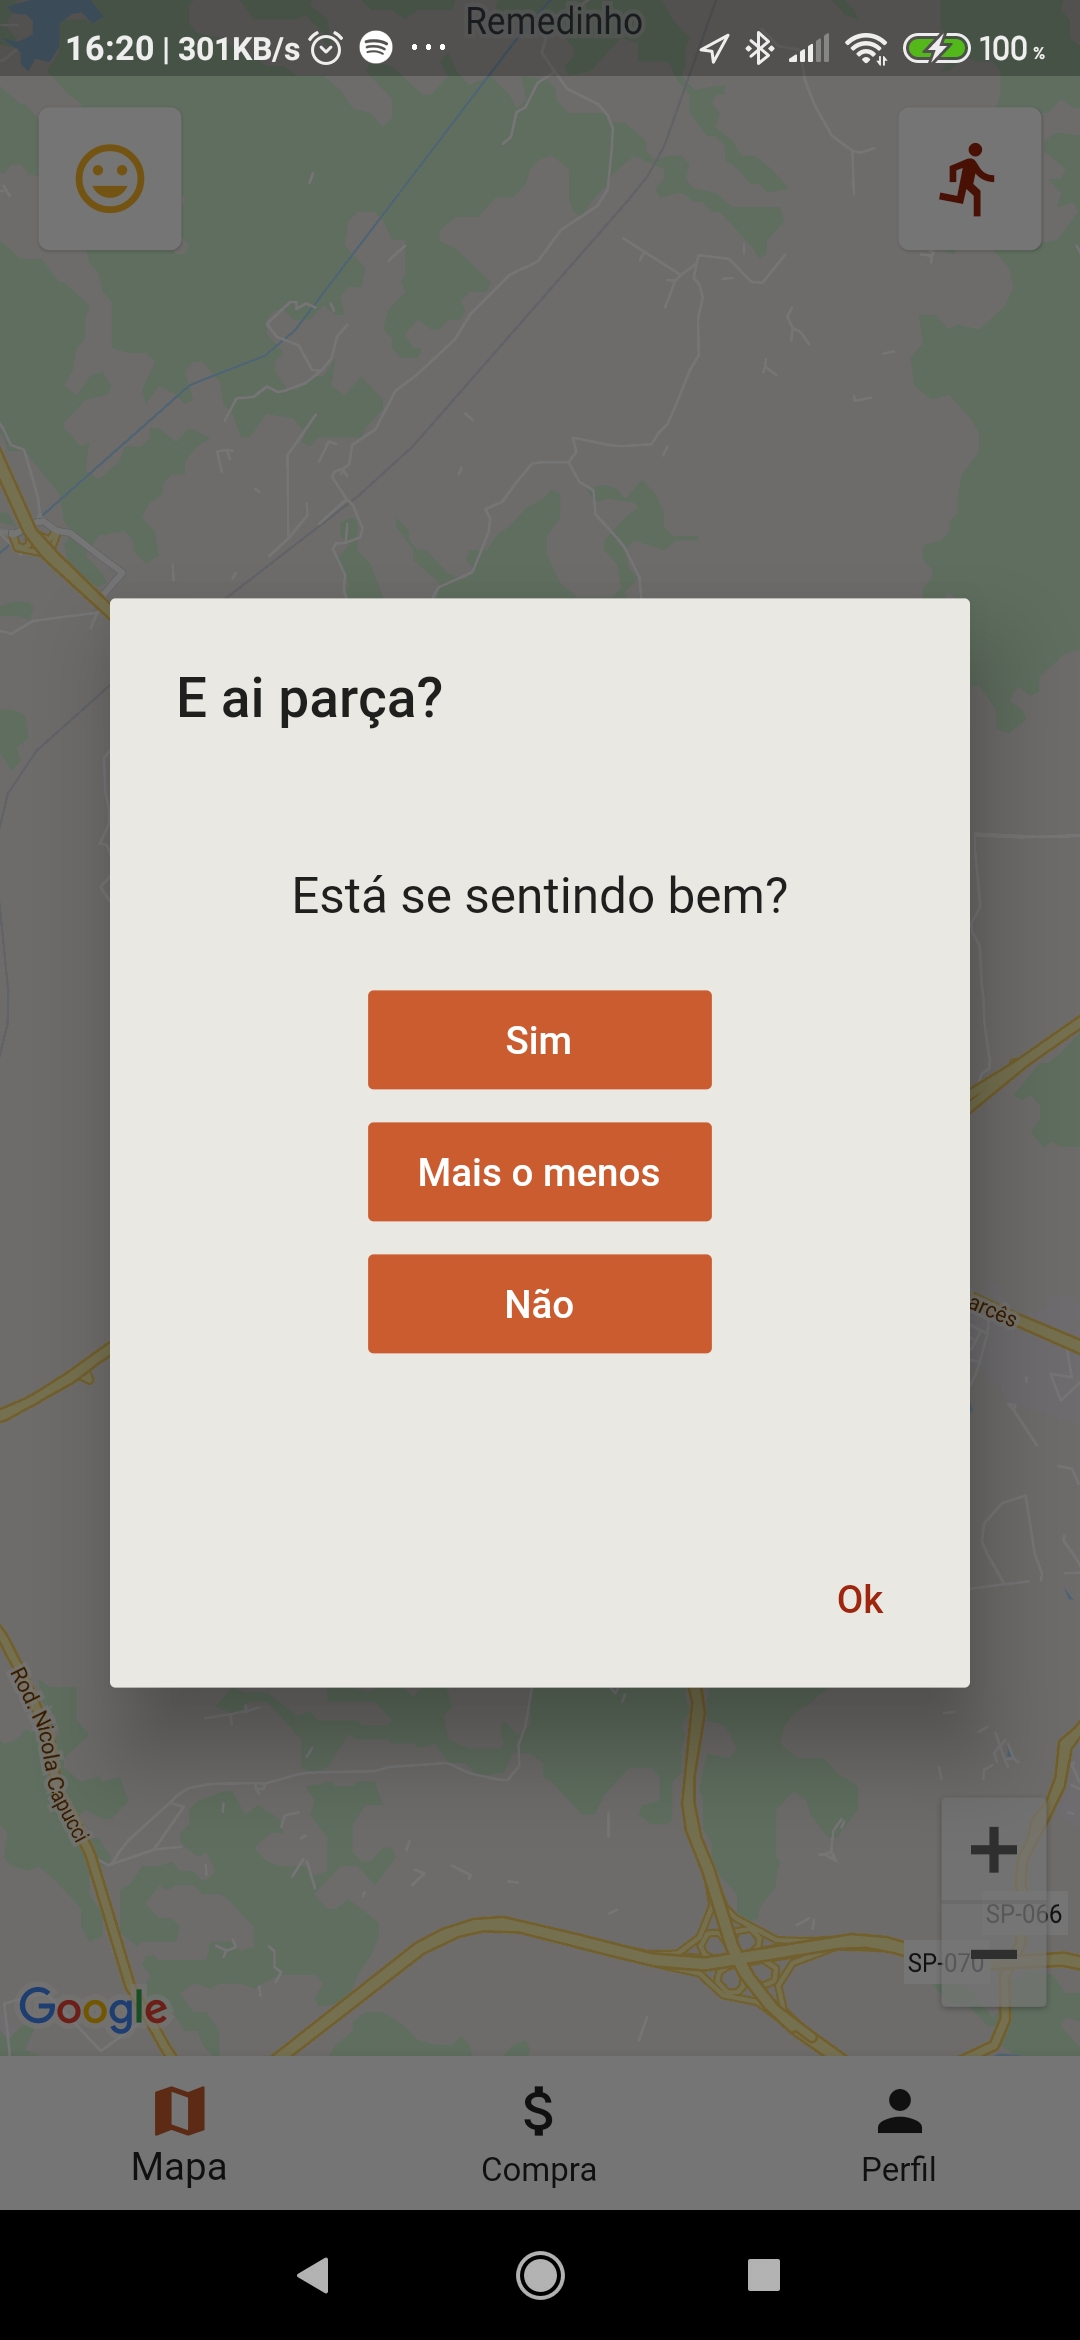 Remedinho
16:20 | 301KB/s ... 100 %
E ai parça?
Está se sentindo bem?
Sim
Mais o menos
Não
arcês
Ok
Rod. Nicola Capucci
SP-066
SP-070
Google
Mapa
Compra
Perfil